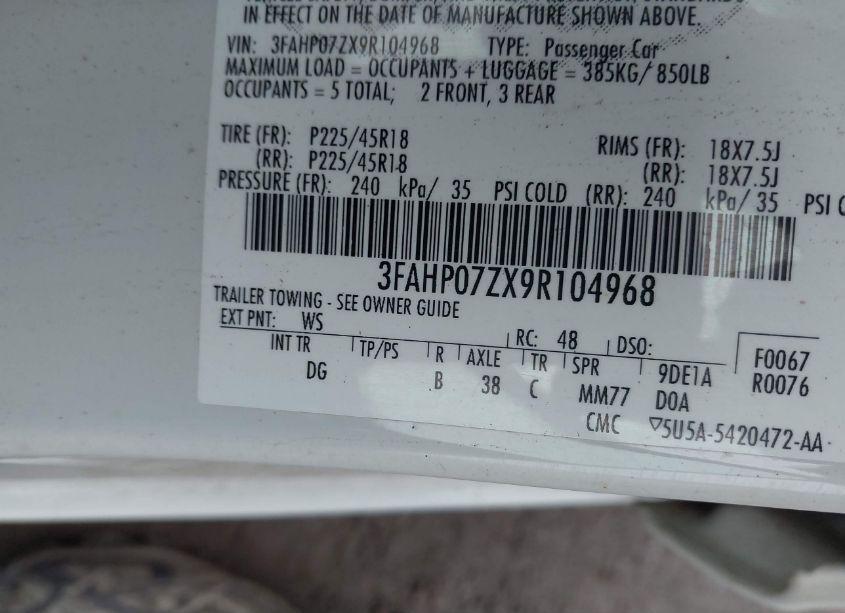 IN EFFECT ON THE DATE OF MANUFACTURE SHOWN ABOVE.
VIN: 3FAHP07ZX9R104968 TYPE: Passenger Car
MAXIMUM LOAD = OCCUPANTS + LUGGAGE = 385KG/ 850LB
OCCUPANTS = 5 TOTAL; 2 FRONT, 3 REAR
TIRE (FR): P225/45R18 RIMS (FR): 18X7.5J
(RR): P225/45R18 (RR): 18X7.5J
PRESSURE (FR): 240 kPa/ 35 PSI COLD (RR): 240 kPa/ 35 PSI C
3FAHP07ZX9R104968
TRAILER TOWING - SEE OWNER GUIDE
EXT PNT: WS RC: 48 DSO:
INT TR TP/PS R AXLE TR SPR 9DE1A F0067
DG B 38 C MM77 DOA R0076
CMC ▽5U5A-5420472-AA